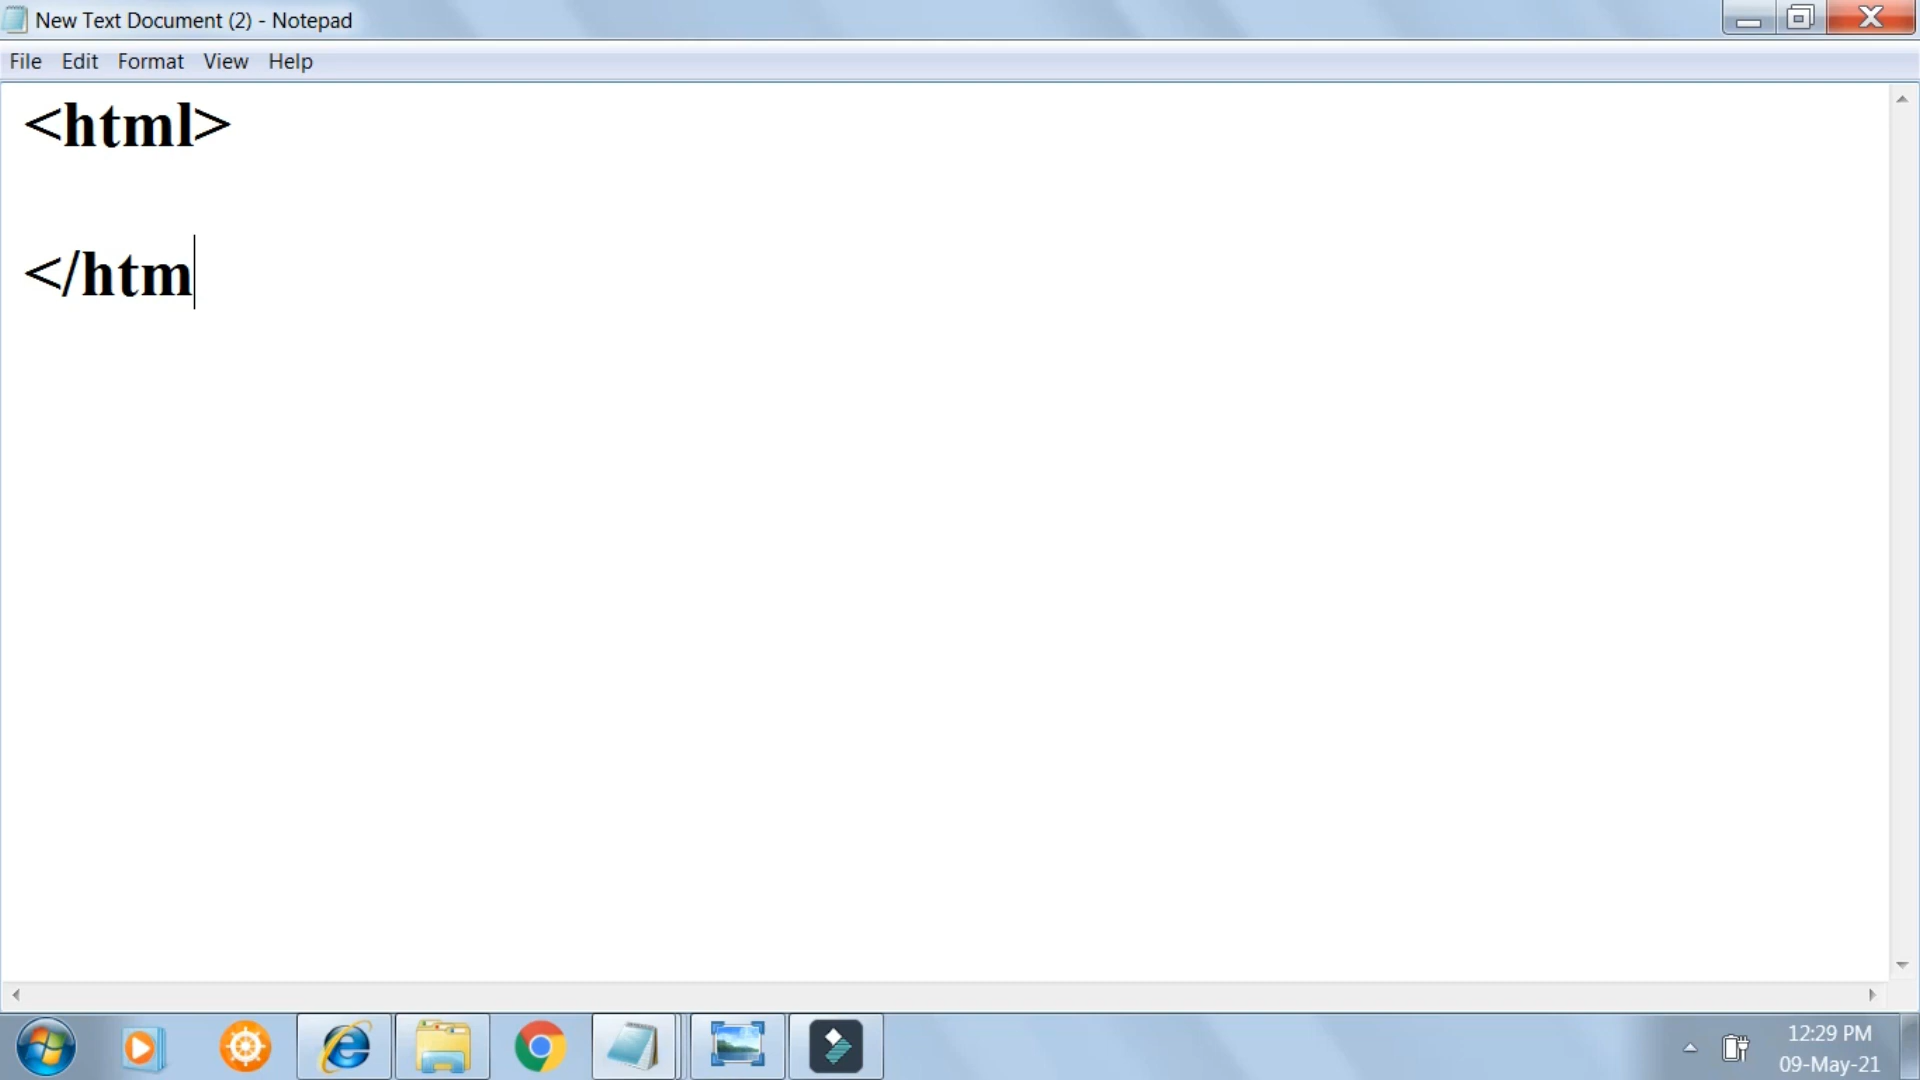 New Text Document (2) - Notepad
File Edit Format View Help
<html>
</htm
12:29 PM
09-May-21